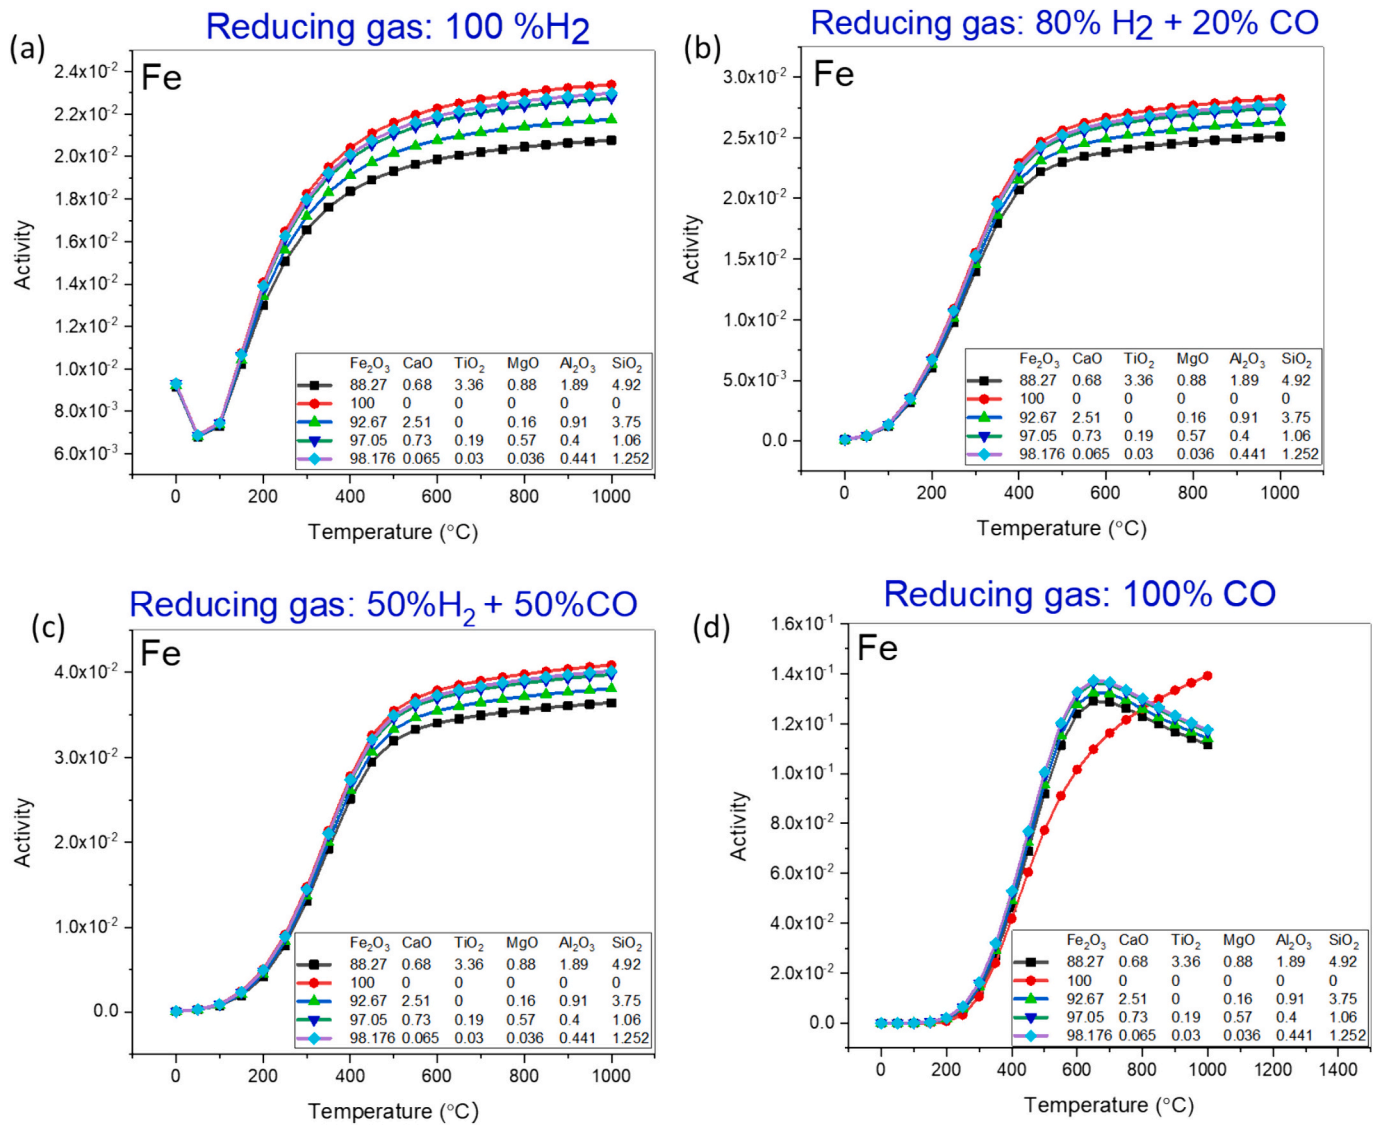 Reducing gas: 100 %H2
(a)
Fe
2.4x10⁻²
2.2x10⁻²
2.0x10⁻²
1.8x10⁻²
1.6x10⁻²
1.4x10⁻²
1.2x10⁻²
1.0x10⁻²
8.0x10⁻³
6.0x10⁻³
Activity
Fe₂O₃ CaO TiO₂ MgO Al₂O₃ SiO₂
88.27 0.68 3.36 0.88 1.89 4.92
100 0 0 0 0 0
92.67 2.51 0 0.16 0.91 3.75
97.05 0.73 0.19 0.57 0.4 1.06
98.176 0.065 0.03 0.036 0.441 1.252
0 200 400 600 800 1000
Temperature (°C)
Reducing gas: 80% H2 + 20% CO
(b)
Fe
3.0x10⁻²
2.5x10⁻²
2.0x10⁻²
1.5x10⁻²
1.0x10⁻²
5.0x10⁻³
0.0
Activity
Fe₂O₃ CaO TiO₂ MgO Al₂O₃ SiO₂
88.27 0.68 3.36 0.88 1.89 4.92
100 0 0 0 0 0
92.67 2.51 0 0.16 0.91 3.75
97.05 0.73 0.19 0.57 0.4 1.06
98.176 0.065 0.03 0.036 0.441 1.252
0 200 400 600 800 1000
Temperature (°C)
Reducing gas: 50%H₂ + 50%CO
(c)
Fe
4.0x10⁻²
3.0x10⁻²
2.0x10⁻²
1.0x10⁻²
0.0
Activity
Fe₂O₃ CaO TiO₂ MgO Al₂O₃ SiO₂
88.27 0.68 3.36 0.88 1.89 4.92
100 0 0 0 0 0
92.67 2.51 0 0.16 0.91 3.75
97.05 0.73 0.19 0.57 0.4 1.06
98.176 0.065 0.03 0.036 0.441 1.252
0 200 400 600 800 1000
Temperature (°C)
Reducing gas: 100% CO
(d)
Fe
1.6x10⁻¹
1.4x10⁻¹
1.2x10⁻¹
1.0x10⁻¹
8.0x10⁻²
6.0x10⁻²
4.0x10⁻²
2.0x10⁻²
0.0
Activity
Fe₂O₃ CaO TiO₂ MgO Al₂O₃ SiO₂
88.27 0.68 3.36 0.88 1.89 4.92
100 0 0 0 0 0
92.67 2.51 0 0.16 0.91 3.75
97.05 0.73 0.19 0.57 0.4 1.06
98.176 0.065 0.03 0.036 0.441 1.252
0 200 400 600 800 1000 1200 1400
Temperature (°C)